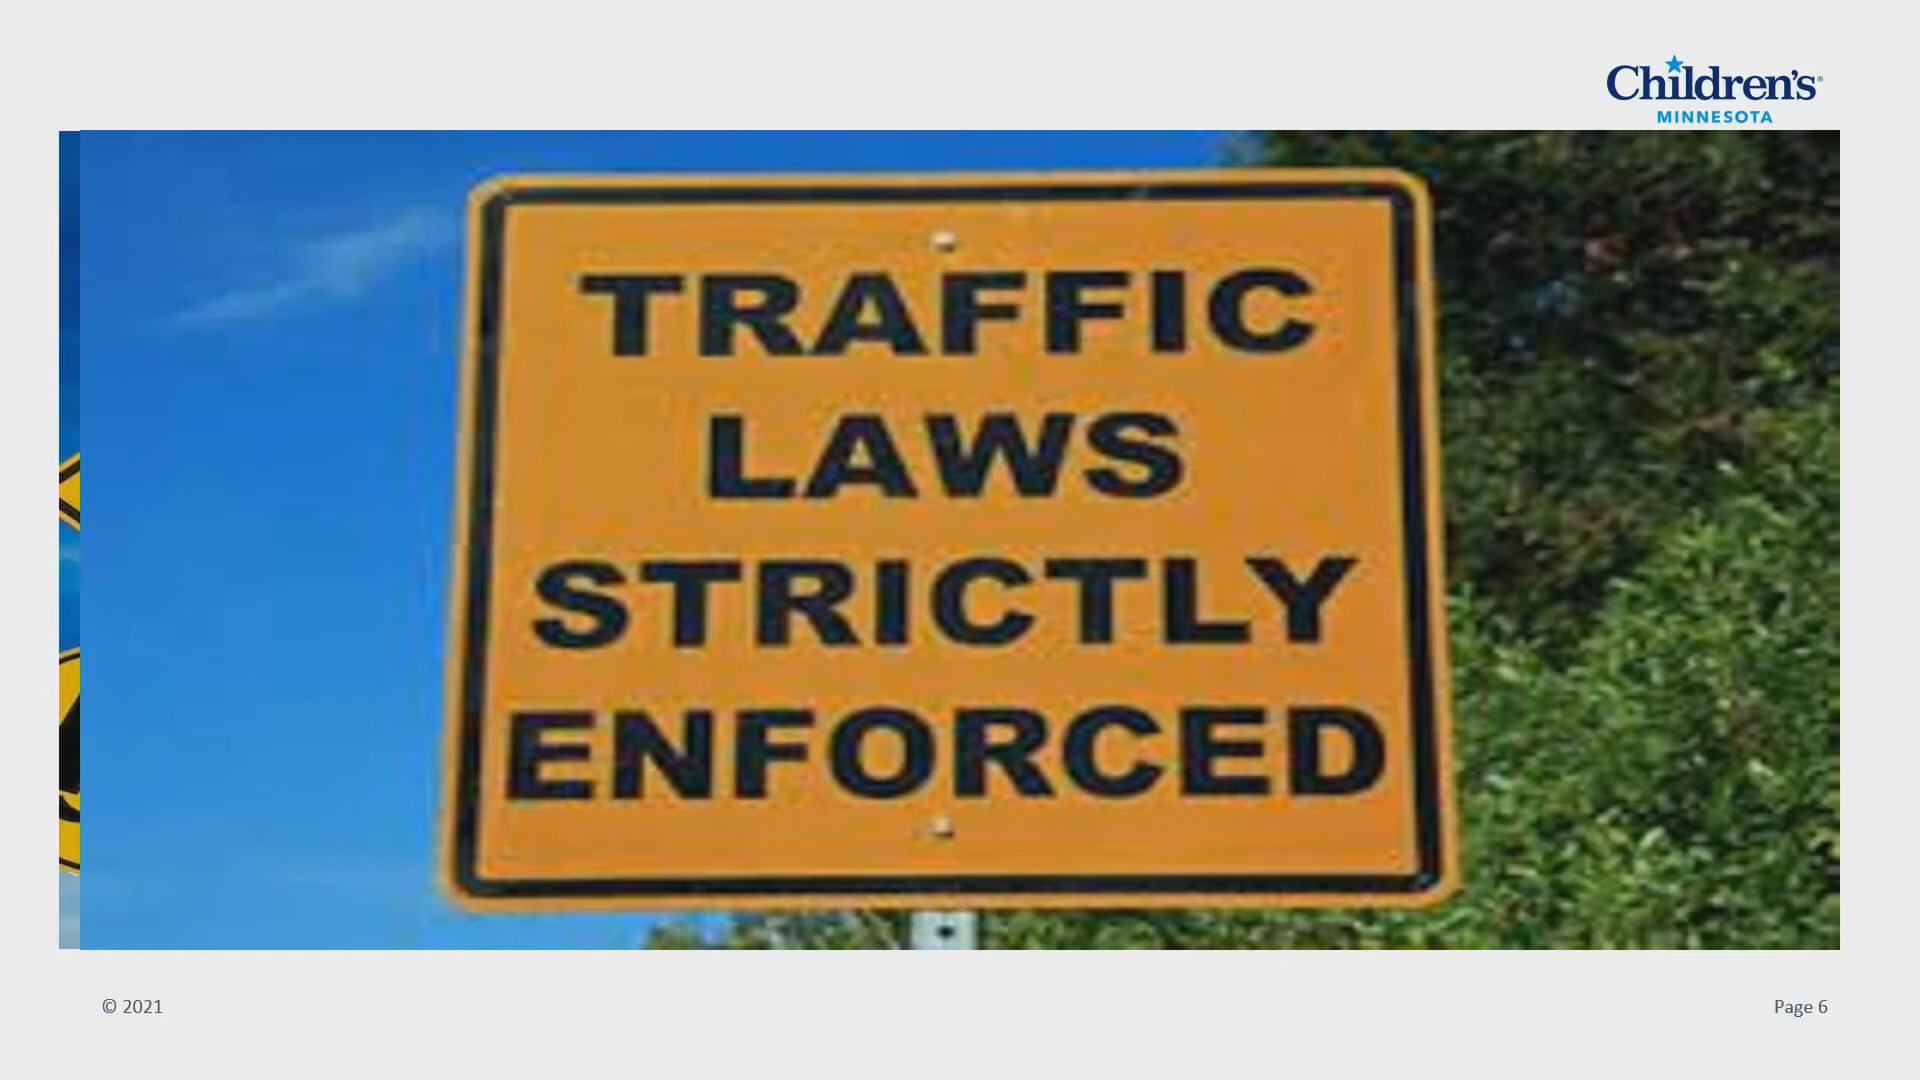 Children's
MINNESOTA
TRAFFIC
LAWS
STRICTLY
ENFORCED
© 2021
Page 6